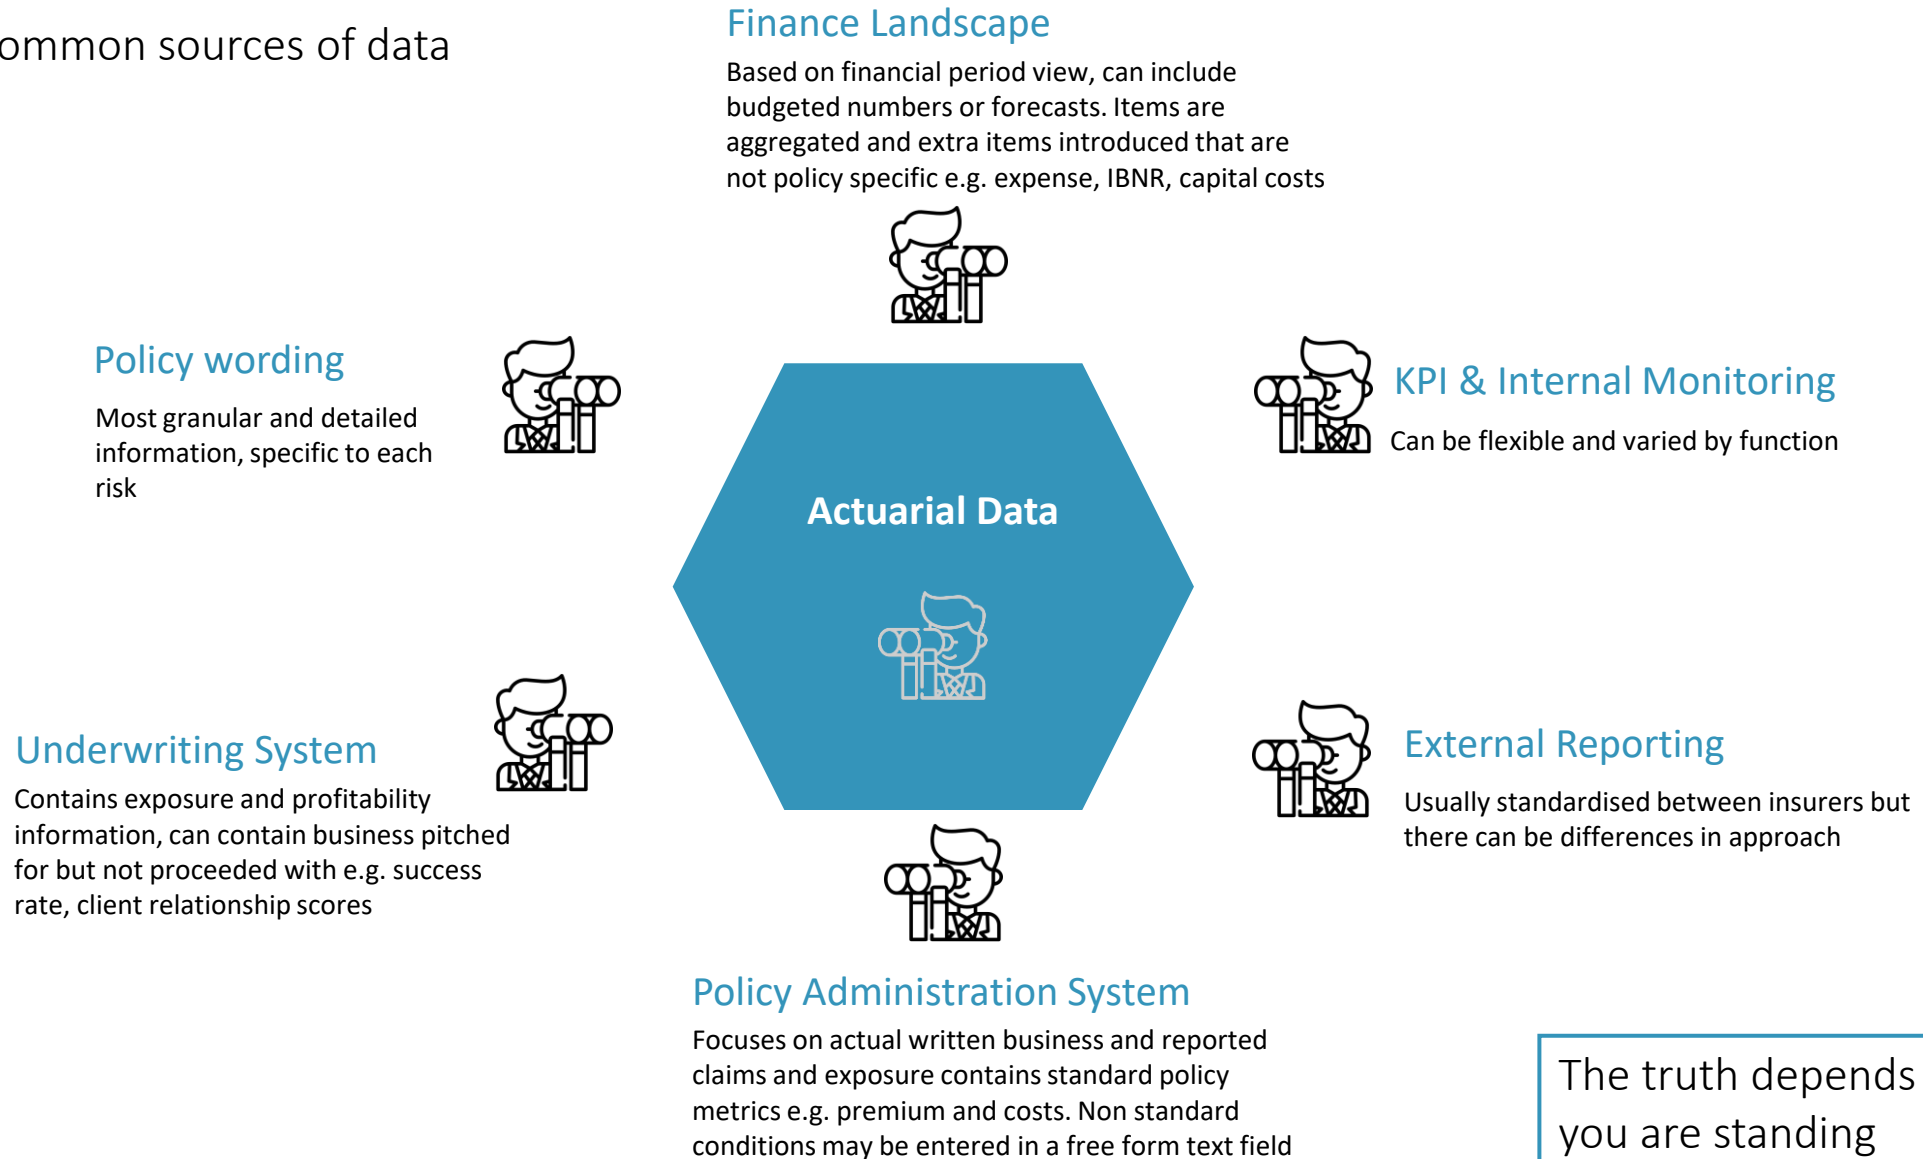 ommon sources of data
Finance Landscape
Based on financial period view, can include
budgeted numbers or forecasts. Items are
aggregated and extra items introduced that are
not policy specific e.g. expense, IBNR, capital costs
Policy wording
Most granular and detailed
information, specific to each
risk
KPI & Internal Monitoring
Can be flexible and varied by function
Actuarial Data
Underwriting System
Contains exposure and profitability
information, can contain business pitched
for but not proceeded with e.g. success
rate, client relationship scores
External Reporting
Usually standardised between insurers but
there can be differences in approach
Policy Administration System
Focuses on actual written business and reported
claims and exposure contains standard policy
metrics e.g. premium and costs. Non standard
conditions may be entered in a free form text field
The truth depends
you are standing